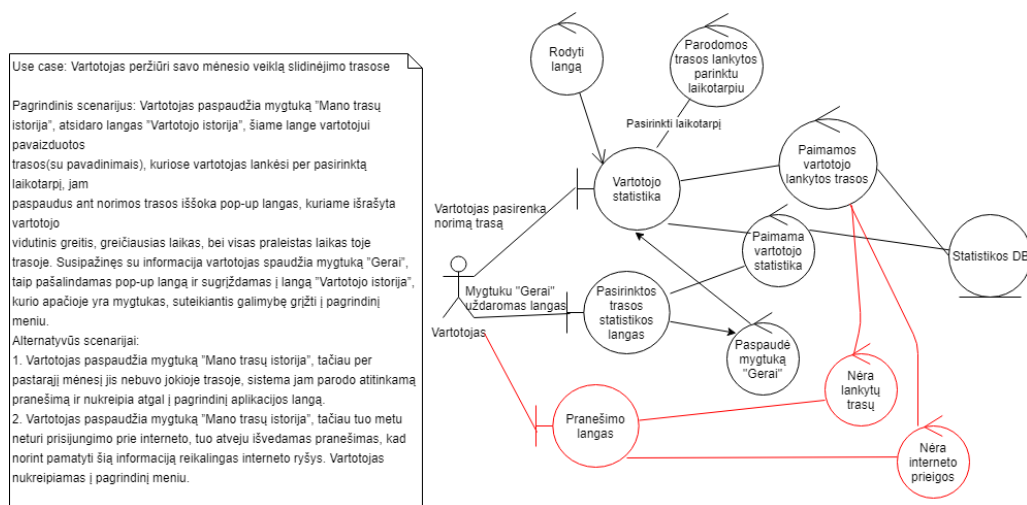 Use case: Vartotojas peržiūri savo mėnesio veiklą slidinėjimo trasose
Pagrindinis scenarijus: Vartotojas paspaudžia mygtuką "Mano trasų
istorija", atsidaro langas "Vartotojo istorija", šiame lange vartotojui
pavaizduotos
trasos(su pavadinimais), kuriose vartotojas lankėsi per pasirinktą
laikotarpį, jam
paspaudus ant norimos trasos iššoka pop-up langas, kuriame išrašyta
vartotojo
vidutinis greitis, greičiausias laikas, bei visas praleistas laikas toje
trasoje. Susipažinęs su informacija vartotojas spaudžia mygtuką "Gerai",
taip pašalindamas pop-up langą ir sugrįždamas į langą "Vartotojo istorija",
kurio apačioje yra mygtukas, suteikiantis galimybę grįžti į pagrindinį
meniu.
Alternatyvūs scenarijai:
1. Vartotojas paspaudžia mygtuką "Mano trasų istorija", tačiau per
pastarąjį mėnesį jis nebuvo jokioje trasoje, sistema jam parodo atitinkamą
pranešimą ir nukreipia atgal į pagrindinį aplikacijos langą.
2. Vartotojas paspaudžia mygtuką "Mano trasų istorija", tačiau tuo metu
neturi prisijungimo prie interneto, tuo atveju išvedamas pranešimas, kad
norint pamatyti šią informaciją reikalingas interneto ryšys. Vartotojas
nukreipiamas į pagrindinį meniu.
Rodyti
langą
Parodomos
trasos lankytos
parinktu
laikotarpiu
Pasirinkti laikotarpį
Paimamos
vartotojo
lankytos trasos
Vartotojo
statistika
Vartotojas pasirenka
norimą trasą
Paimama
vartotojo
statistika
Statistikos DB
Mygtuku "Gerai"
uždaromas langas
Pasirinktos
trasos
statistikos
langas
Vartotojas
Paspaudė
mygtuką
"Gerai"
Nėra
lankytų
trasų
Pranešimo
langas
Nėra
interneto
prieigos